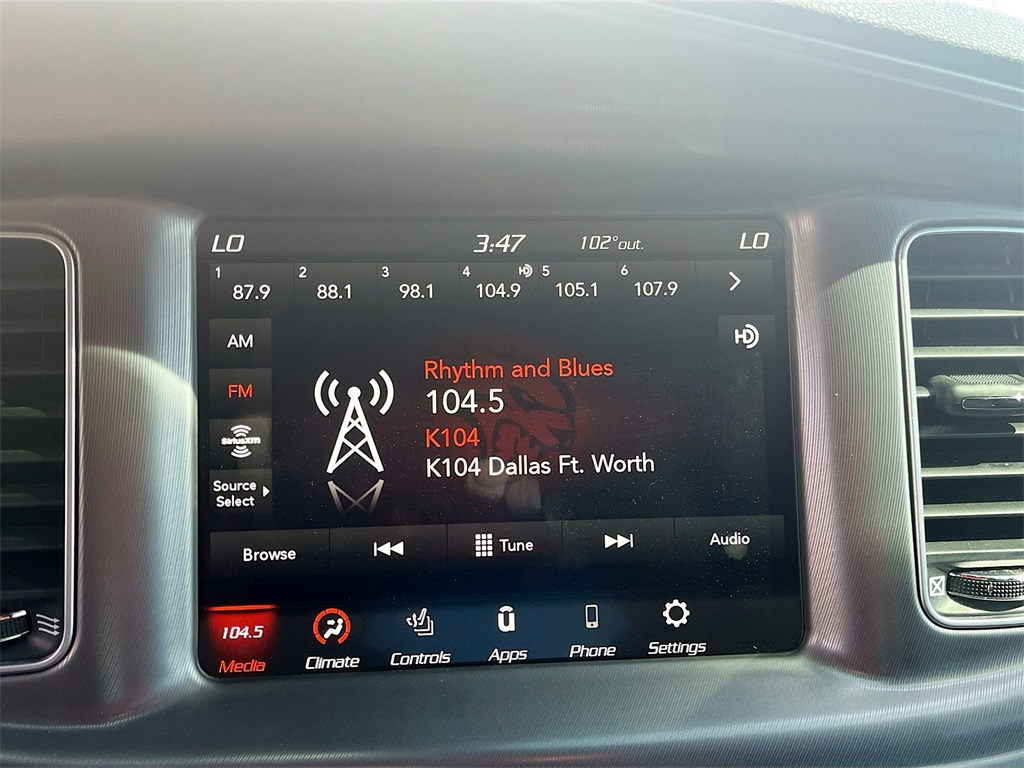 LO 3:47 102°out. LO
1 87.9 2 88.1 3 98.1 4 104.9 HD 5 105.1 6 107.9
AM
HD
FM
Rhythm and Blues
104.5
K104
K104 Dallas Ft. Worth
SiriusXM
Source
Select
Browse Tune Audio
104.5
Media Climate Controls Apps Phone Settings